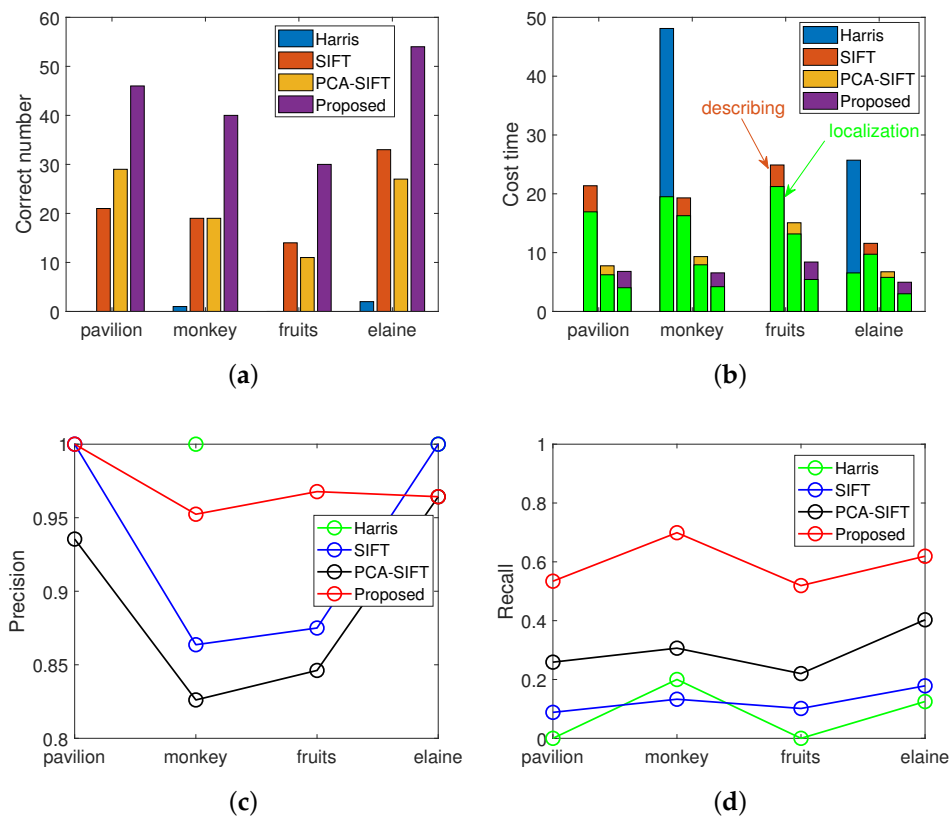 60
50
40
30
20
10
0
Correct number
Harris
SIFT
PCA-SIFT
Proposed
pavilion monkey fruits elaine
(a)
60
50
40
30
20
10
0
Cost time
Harris
SIFT
PCA-SIFT
Proposed
describing
localization
pavilion monkey fruits elaine
(b)
1
0.95
0.9
0.85
0.8
Precision
Harris
SIFT
PCA-SIFT
Proposed
pavilion monkey fruits elaine
(c)
1
0.8
0.6
0.4
0.2
0
Recall
Harris
SIFT
PCA-SIFT
Proposed
pavilion monkey fruits elaine
(d)